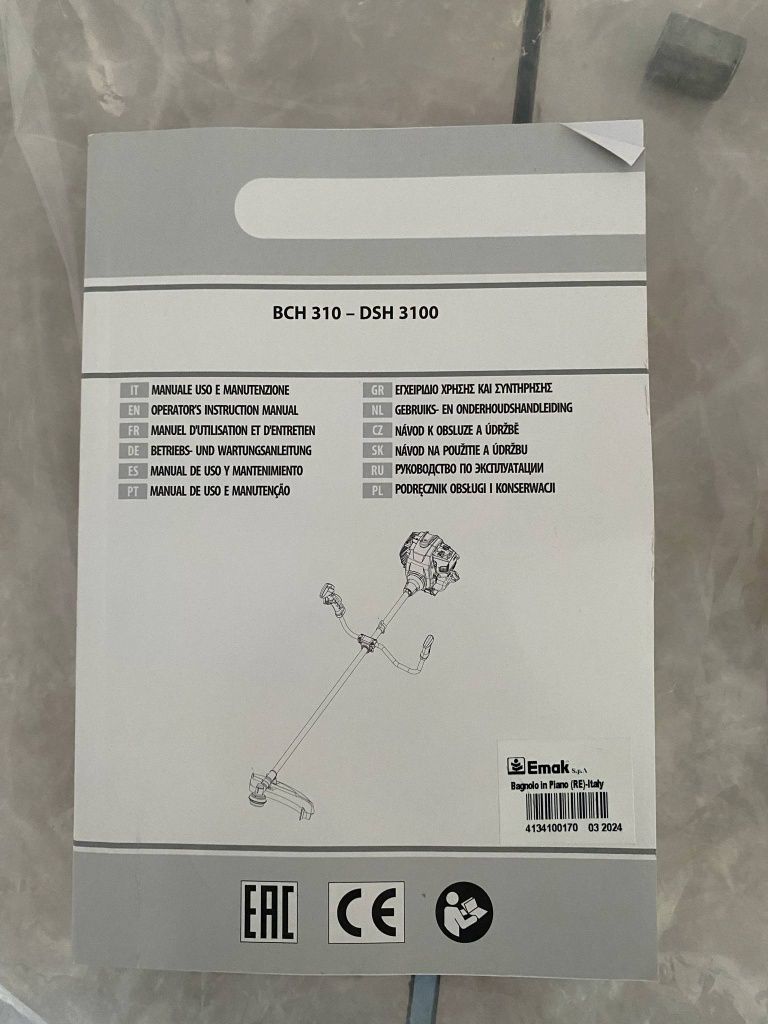 BCH 310 – DSH 3100
IT MANUALE USO E MANUTENZIONE
EN OPERATOR'S INSTRUCTION MANUAL
FR MANUEL D'UTILISATION ET D'ENTRETIEN
DE BETRIEBS- UND WARTUNGSANLEITUNG
ES MANUAL DE USO Y MANTENIMIENTO
PT MANUAL DE USO E MANUTENÇÃO
GR ΕΓΧΕΙΡΙΔΙΟ ΧΡΗΣΗΣ ΚΑΙ ΣΥΝΤΗΡΗΣΗΣ
NL GEBRUIKS- EN ONDERHOUDSHANDLEIDING
CZ NÁVOD K OBSLUZE A ÚDRŽBĚ
SK NÁVOD NA POUŽITIE A ÚDRŽBU
RU РУКОВОДСТВО ПО ЭКСПЛУАТАЦИИ
PL PODRĘCZNIK OBSŁUGI I KONSERWACJI
Emak S.p.A
Bagnolo in Piano (RE)-Italy
4134100170 03 2024
EAC CE